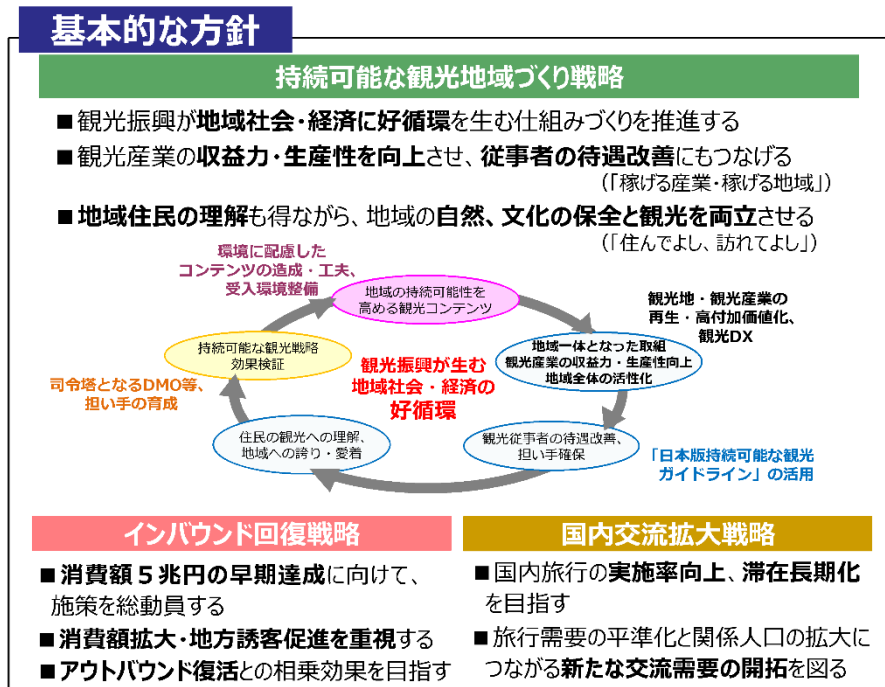 基本的な方針
持続可能な観光地域づくり戦略
■観光振興が地域社会・経済に好循環を生む仕組みづくりを推進する
■観光産業の収益力・生産性を向上させ、従事者の待遇改善にもつなげる
(「稼げる産業・稼げる地域」)
■地域住民の理解も得ながら、地域の自然、文化の保全と観光を両立させる
(「住んでよし、訪れてよし」)
環境に配慮した
コンテンツの造成・工夫、
受入環境整備
地域の持続可能性を
高める観光コンテンツ
観光地・観光産業の
再生・高付加価値化、
観光DX
地域一体となった取組
観光産業の収益力・生産性向上
地域全体の活性化
持続可能な観光戦略
効果検証
観光振興が生む
地域社会・経済の
好循環
司令塔となるDMO等、
担い手の育成
住民の観光への理解、
地域への誇り・愛着
観光従事者の待遇改善、
担い手確保
「日本版持続可能な観光
ガイドライン」の活用
インバウンド回復戦略
■消費額５兆円の早期達成に向けて、
施策を総動員する
■消費額拡大・地方誘客促進を重視する
■アウトバウンド復活との相乗効果を目指す
国内交流拡大戦略
■国内旅行の実施率向上、滞在長期化
を目指す
■旅行需要の平準化と関係人口の拡大に
つながる新たな交流需要の開拓を図る